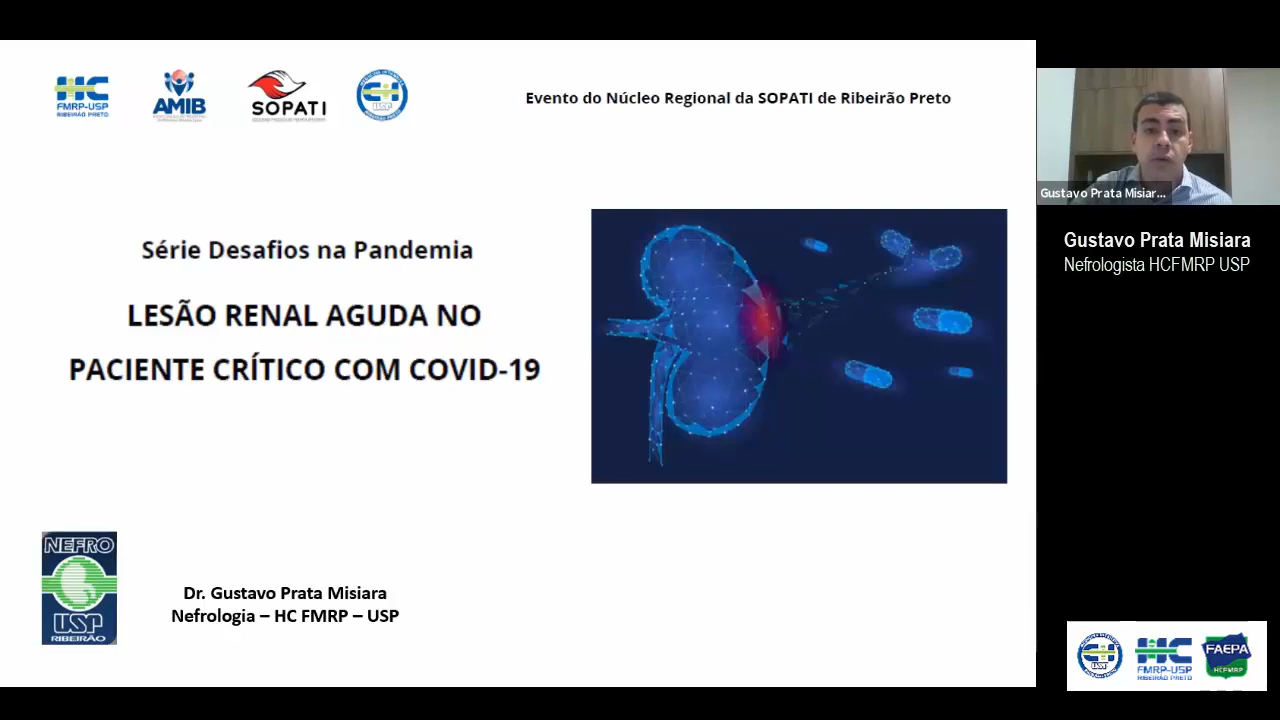 HC
FMRP-USP
RIBEIRÃO PRETO
AMIB
SOPATI
USP
Evento do Núcleo Regional da SOPATI de Ribeirão Preto
Série Desafios na Pandemia
LESÃO RENAL AGUDA NO
PACIENTE CRÍTICO COM COVID-19
NEFRO
USP
RIBEIRÃO
Dr. Gustavo Prata Misiara
Nefrologia – HC FMRP – USP
Gustavo Prata Misiar...
Gustavo Prata Misiara
Nefrologista HCFMRP USP
USP
HC
FMRP-USP
RIBEIRÃO PRETO
FAEPA
HCFMRP